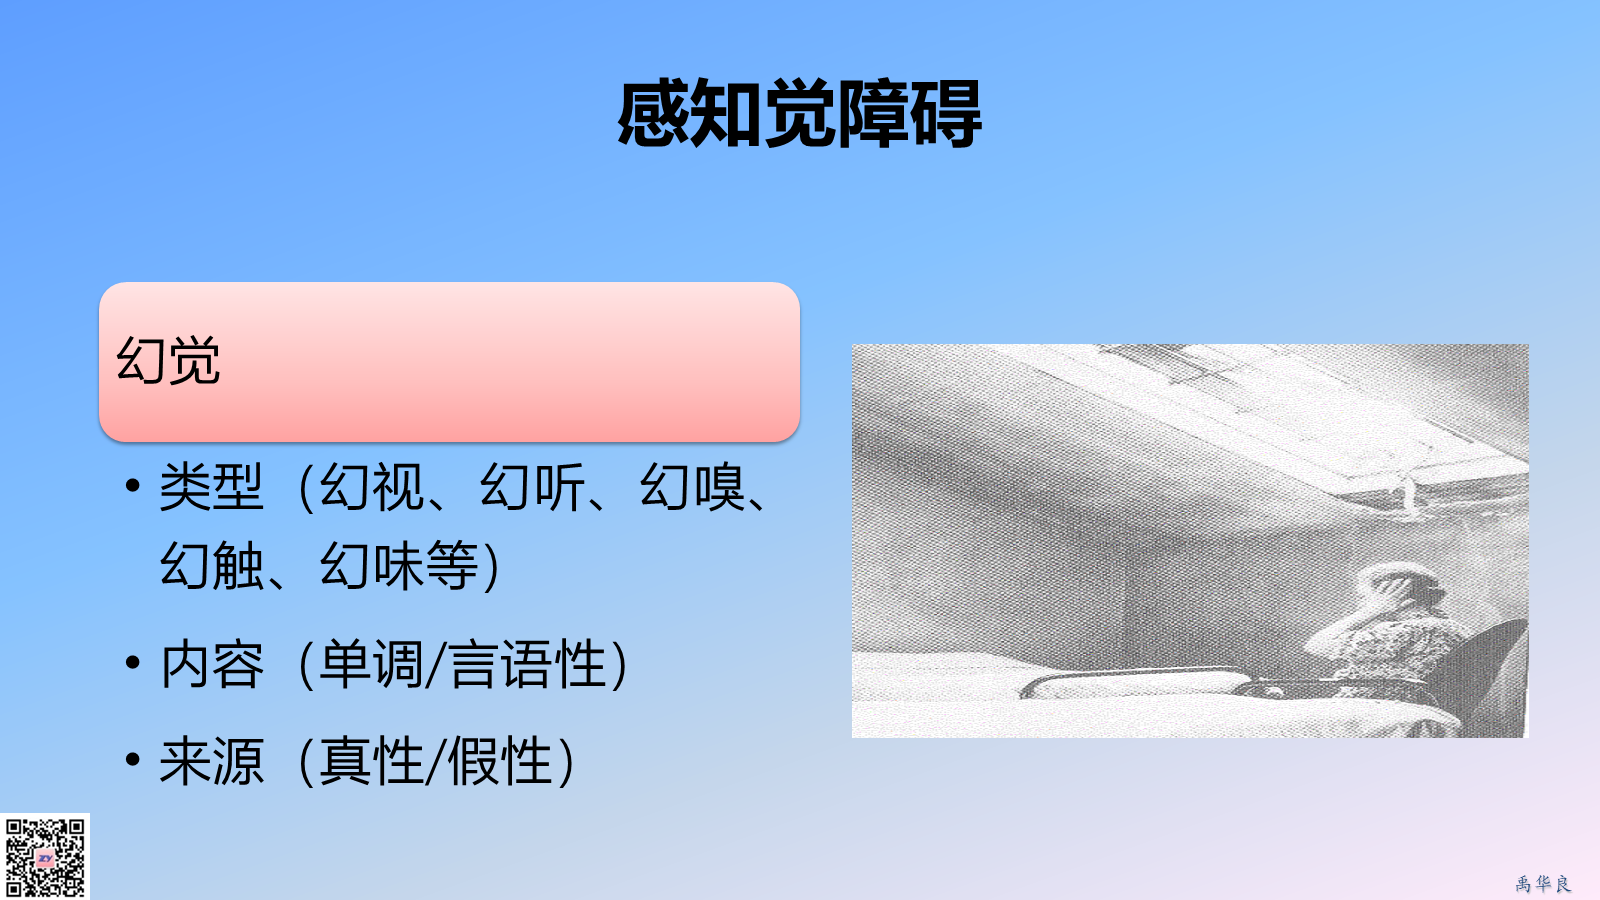 感知觉障碍
幻觉
• 类型（幻视、幻听、幻嗅、
幻触、幻味等）
• 内容（单调/言语性）
• 来源（真性/假性）
ZY
禹华良